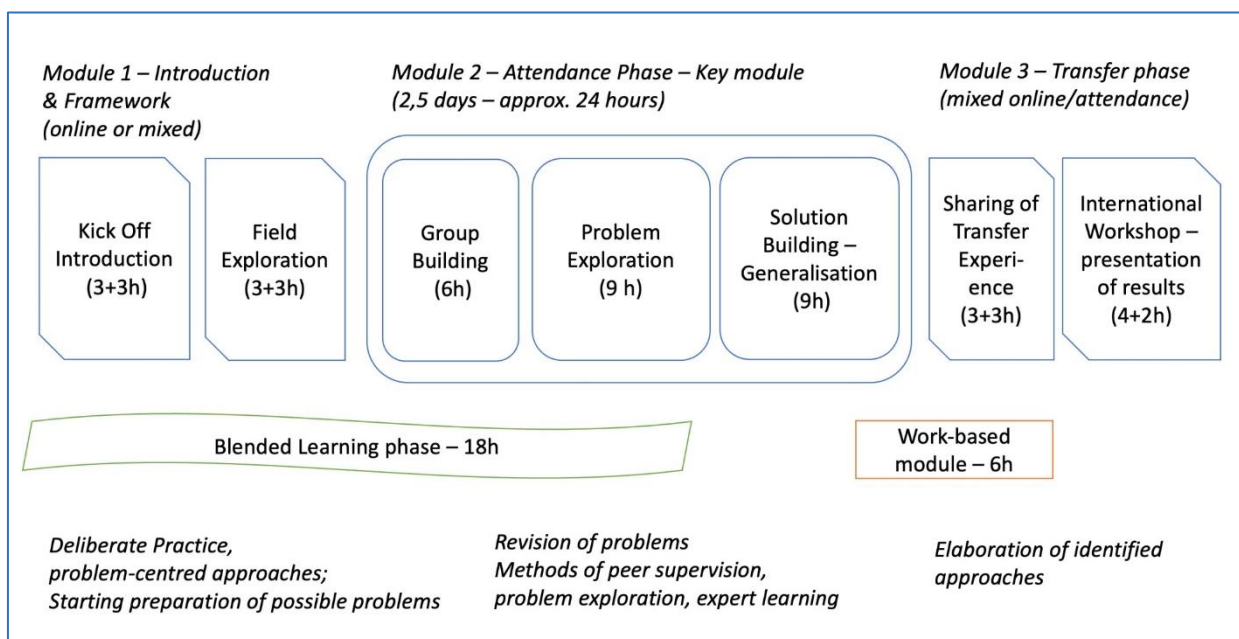 Module 1 – Introduction
& Framework
(online or mixed)
Module 2 – Attendance Phase – Key module
(2,5 days – approx. 24 hours)
Module 3 – Transfer phase
(mixed online/attendance)
Kick Off
Introduction
(3+3h)
Field
Exploration
(3+3h)
Group
Building
(6h)
Problem
Exploration
(9 h)
Solution
Building –
Generalisation
(9h)
Sharing of
Transfer
Experi-
ence
(3+3h)
International
Workshop –
presentation
of results
(4+2h)
Blended Learning phase – 18h
Work-based
module – 6h
Deliberate Practice,
problem-centred approaches;
Starting preparation of possible problems
Revision of problems
Methods of peer supervision,
problem exploration, expert learning
Elaboration of identified
approaches